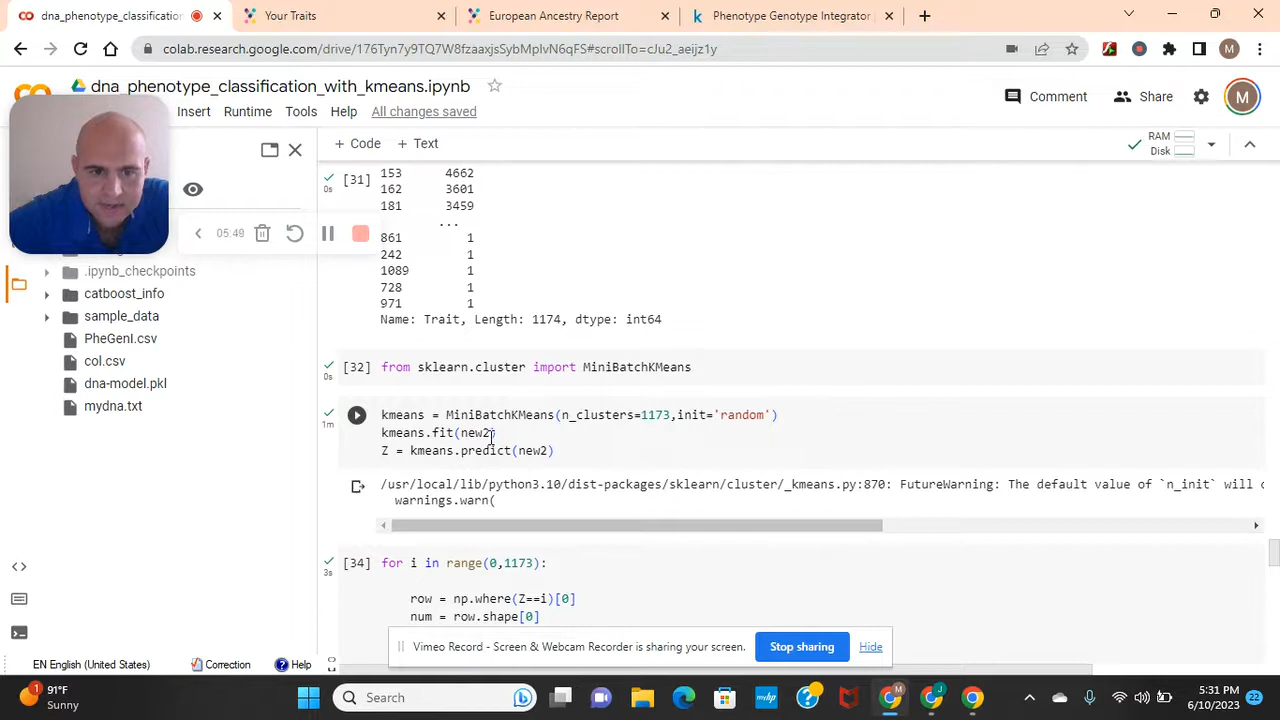 dna_phenotype_classification
Your Traits
European Ancestry Report
Phenotype Genotype Integrator
colab.research.google.com/drive/176Tyn7y9TQ7W8fzaaxjsSybMplvN6qFS#scrollTo=cJu2_aeijz1y
M
dna_phenotype_classification_with_kmeans.ipynb
Insert
Runtime
Tools
Help
All changes saved
Comment
Share
M
+ Code
+ Text
RAM
Disk
[31]
0s
153 4662
162 3601
181 3459
...
861 1
242 1
1089 1
728 1
971 1
Name: Trait, Length: 1174, dtype: int64
05:49
.ipynb_checkpoints
catboost_info
sample_data
PheGenI.csv
col.csv
dna-model.pkl
mydna.txt
[32]
0s
from sklearn.cluster import MiniBatchKMeans
1m
kmeans = MiniBatchKMeans(n_clusters=1173,init='random')
kmeans.fit(new2)
Z = kmeans.predict(new2)
/usr/local/lib/python3.10/dist-packages/sklearn/cluster/_kmeans.py:870: FutureWarning: The default value of `n_init` will
warnings.warn(
[34]
3s
for i in range(0,1173):
row = np.where(Z==i)[0]
num = row.shape[0]
Vimeo Record - Screen & Webcam Recorder is sharing your screen.
Stop sharing
Hide
EN English (United States)
Correction
Help
91°F
Sunny
Search
5:31 PM
6/10/2023
22